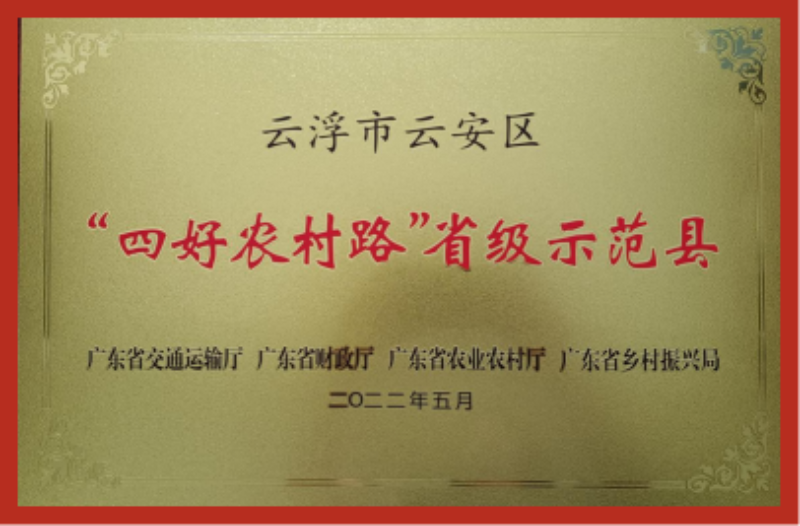 云浮市云安区
“四好农村路”省级示范县
广东省交通运输厅 广东省财政厅 广东省农业农村厅 广东省乡村振兴局
二〇二二年五月